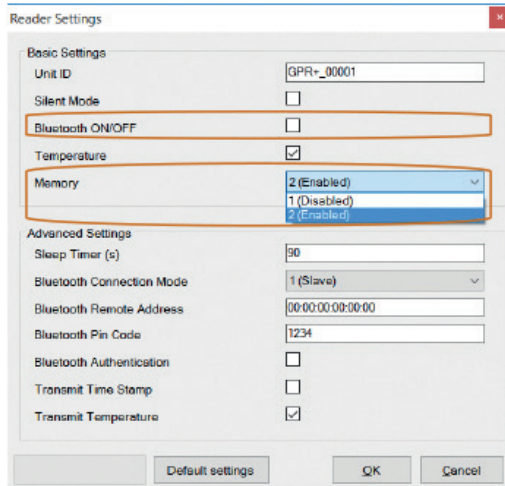 Reader Settings
Basic Settings
Unit ID GPR+_00001
Silent Mode
Bluetooth ON/OFF
Temperature
Memory 2 (Enabled)
1 (Disabled)
2 (Enabled)
Advanced Settings
Sleep Timer (s) 90
Bluetooth Connection Mode 1 (Slave)
Bluetooth Remote Address 00:00:00:00:00:00
Bluetooth Pin Code 1234
Bluetooth Authentication
Transmit Time Stamp
Transmit Temperature
Default settings OK Cancel